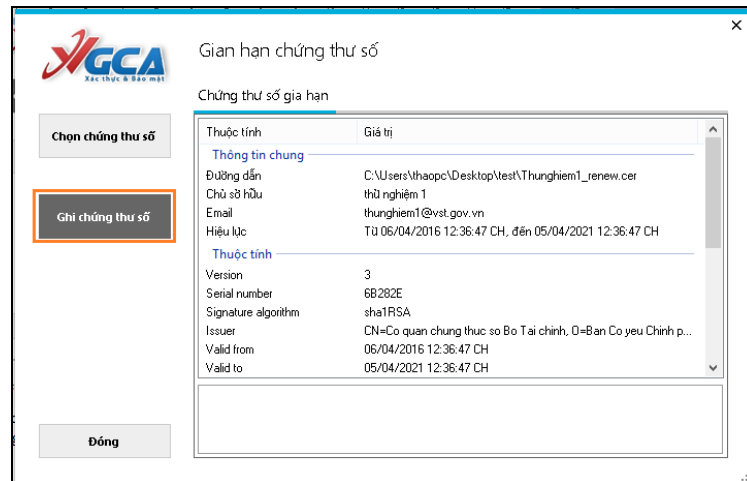 VGCA
Xác thực & Bảo mật
Gian hạn chứng thư số
Chứng thư số gia hạn
Chọn chứng thư số
Ghi chứng thư số
Đóng
Thuộc tính Giá trị
Thông tin chung
Đường dẫn C:\Users\thaopc\Desktop\test\Thunghiem1_renew.cer
Chủ sở hữu thử nghiệm 1
Email thunghiem1@vst.gov.vn
Hiệu lực Từ 06/04/2016 12:36:47 CH, đến 05/04/2021 12:36:47 CH
Thuộc tính
Version 3
Serial number 6B282E
Signature algorithm sha1RSA
Issuer CN=Co quan chung thuc so Bo Tai chinh, O=Ban Co yeu Chinh p...
Valid from 06/04/2016 12:36:47 CH
Valid to 05/04/2021 12:36:47 CH